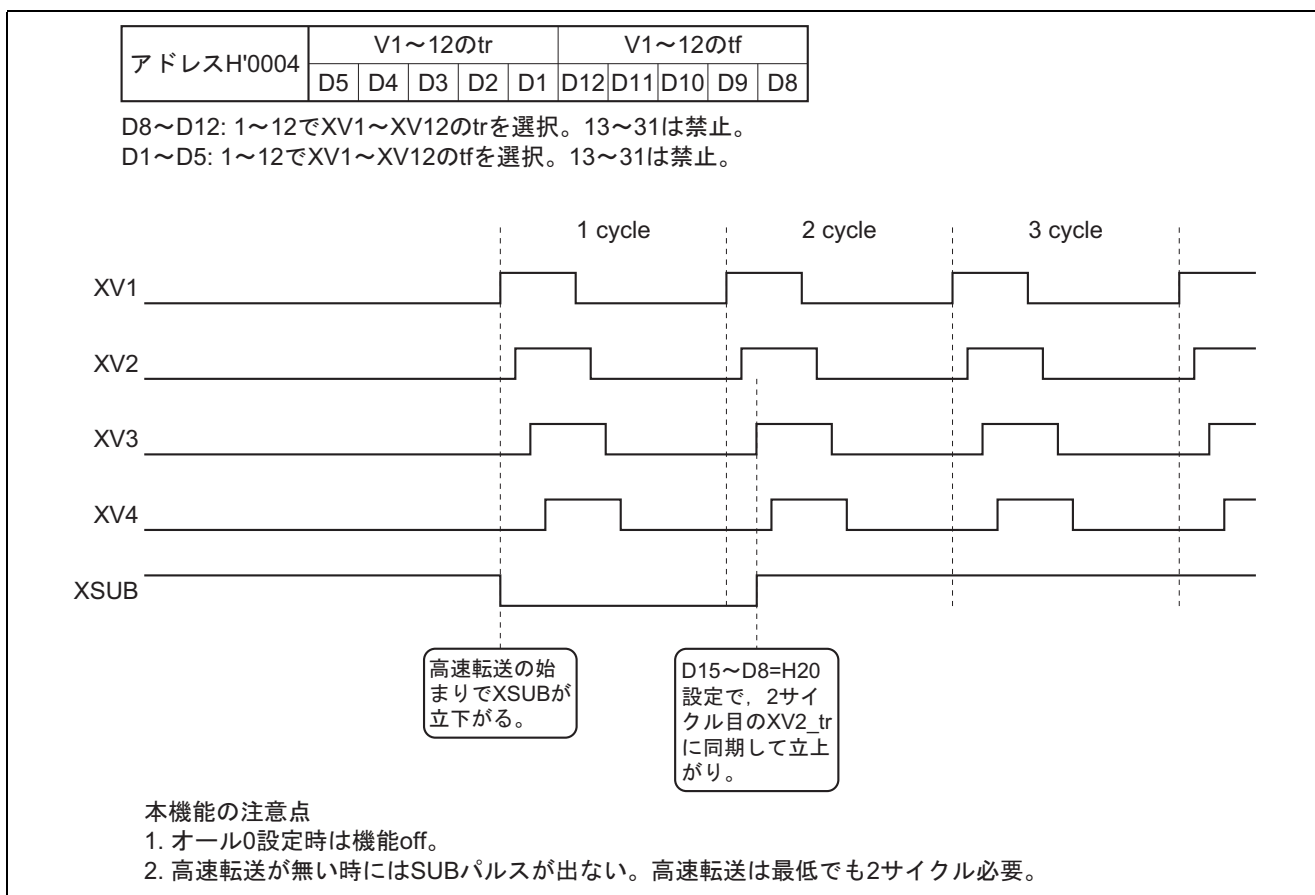 アドレスH'0004
V1～12のtr V1～12のtf
D5 D4 D3 D2 D1 D12 D11 D10 D9 D8
D8～D12: 1～12でXV1～XV12のtrを選択。13～31は禁止。
D1～D5: 1～12でXV1～XV12のtfを選択。13～31は禁止。
1 cycle 2 cycle 3 cycle
XV1
XV2
XV3
XV4
XSUB
高速転送の始
まりでXSUBが
立下がる。
D15～D8=H20
設定で，2サイ
クル目のXV2_tr
に同期して立上
がり。
本機能の注意点
1. オール0設定時は機能off。
2. 高速転送が無い時にはSUBパルスが出ない。高速転送は最低でも2サイクル必要。